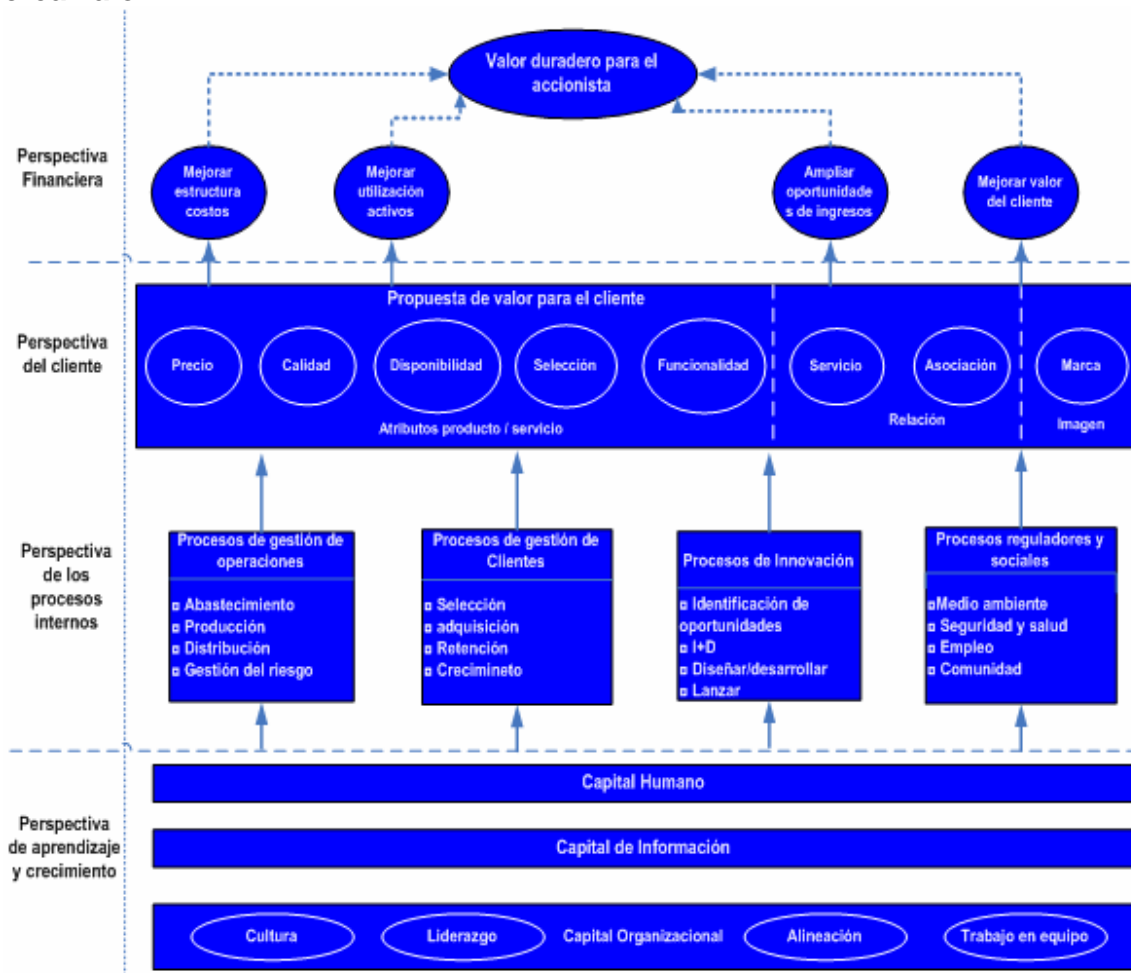 Valor duradero para el
accionista
Perspectiva
Financiera
Mejorar
estructura
costos
Mejorar
utilización
activos
Ampliar
oportunidade
s de ingresos
Mejorar valor
del cliente
Perspectiva
del cliente
Propuesta de valor para el cliente
Precio
Calidad
Disponibilidad
Selección
Funcionalidad
Servicio
Asociación
Marca
Atributos producto / servicio
Relación
Imagen
Perspectiva
de los
procesos
internos
Procesos de gestión de
operaciones
Abastecimiento
Producción
Distribución
Gestión del riesgo
Procesos de gestión de
Clientes
Selección
adquisición
Retención
Crecimineto
Procesos de Innovación
Identificación de
oportunidades
I+D
Diseñar/desarrollar
Lanzar
Procesos reguladores y
sociales
Medio ambiente
Seguridad y salud
Empleo
Comunidad
Perspectiva
de aprendizaje
y crecimiento
Capital Humano
Capital de Información
Cultura
Liderazgo
Capital Organizacional
Alineación
Trabajo en equipo